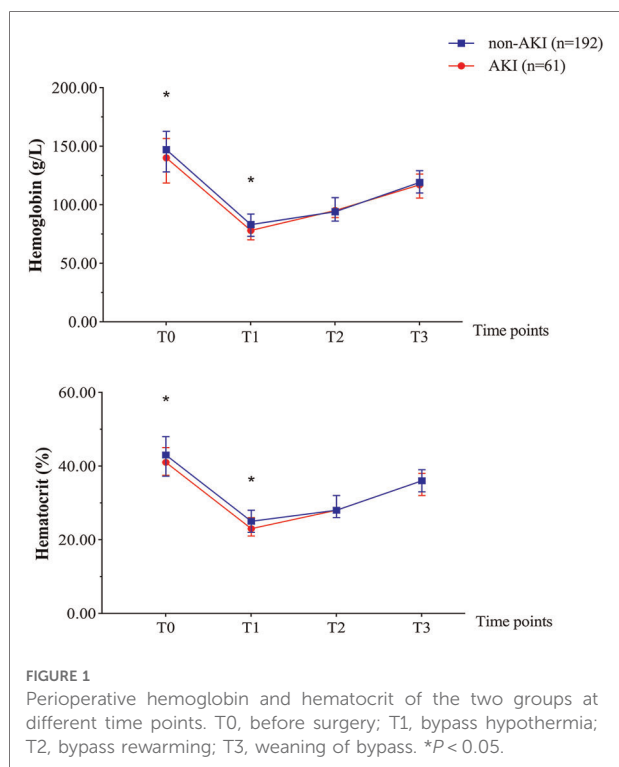 non-AKI (n=192)
AKI (n=61)
200.00
150.00
100.00
50.00
0.00
Hemoglobin (g/L)
*
*
T0
T1
T2
T3
Time points
60.00
40.00
20.00
0.00
Hematocrit (%)
*
*
T0
T1
T2
T3
Time points
FIGURE 1
Perioperative hemoglobin and hematocrit of the two groups at
different time points. T0, before surgery; T1, bypass hypothermia;
T2, bypass rewarming; T3, weaning of bypass. *P < 0.05.